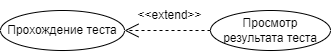 Прохождение теста
<<extend>>
Просмотр
результата теста